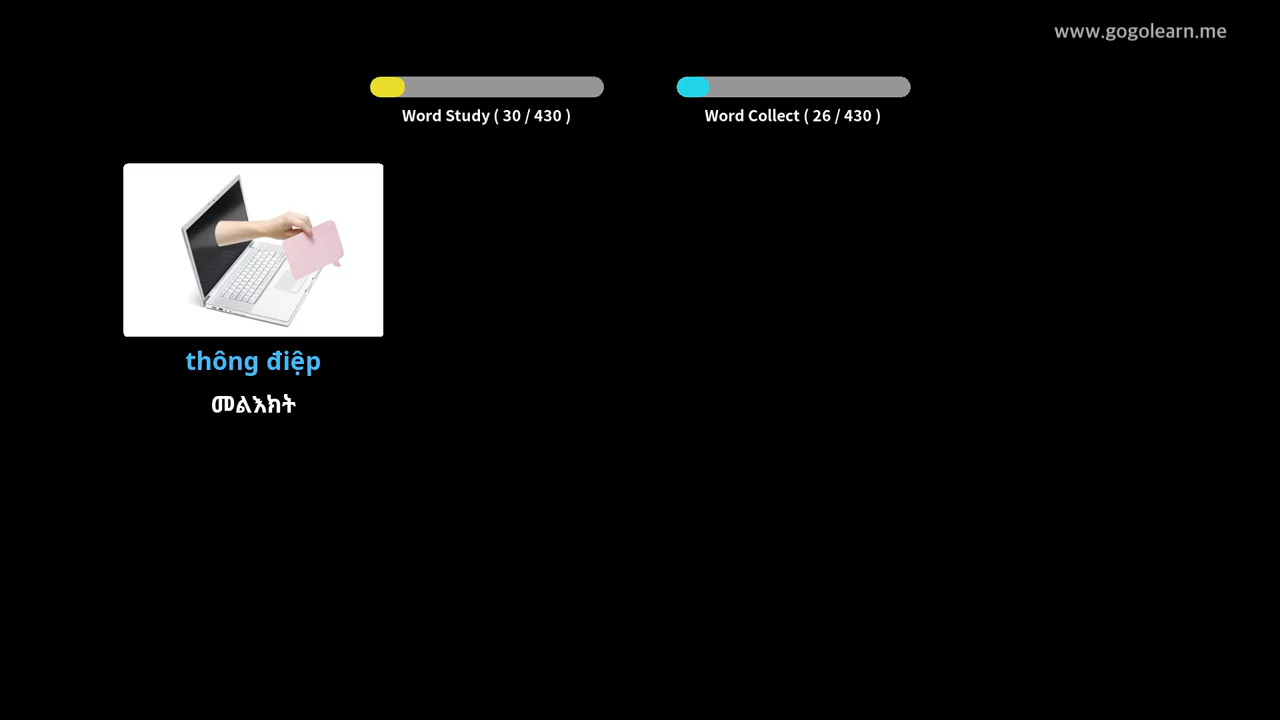 www.gogolearn.me
Word Study ( 30 / 430 )
Word Collect ( 26 / 430 )
thông điệp
መልእክት